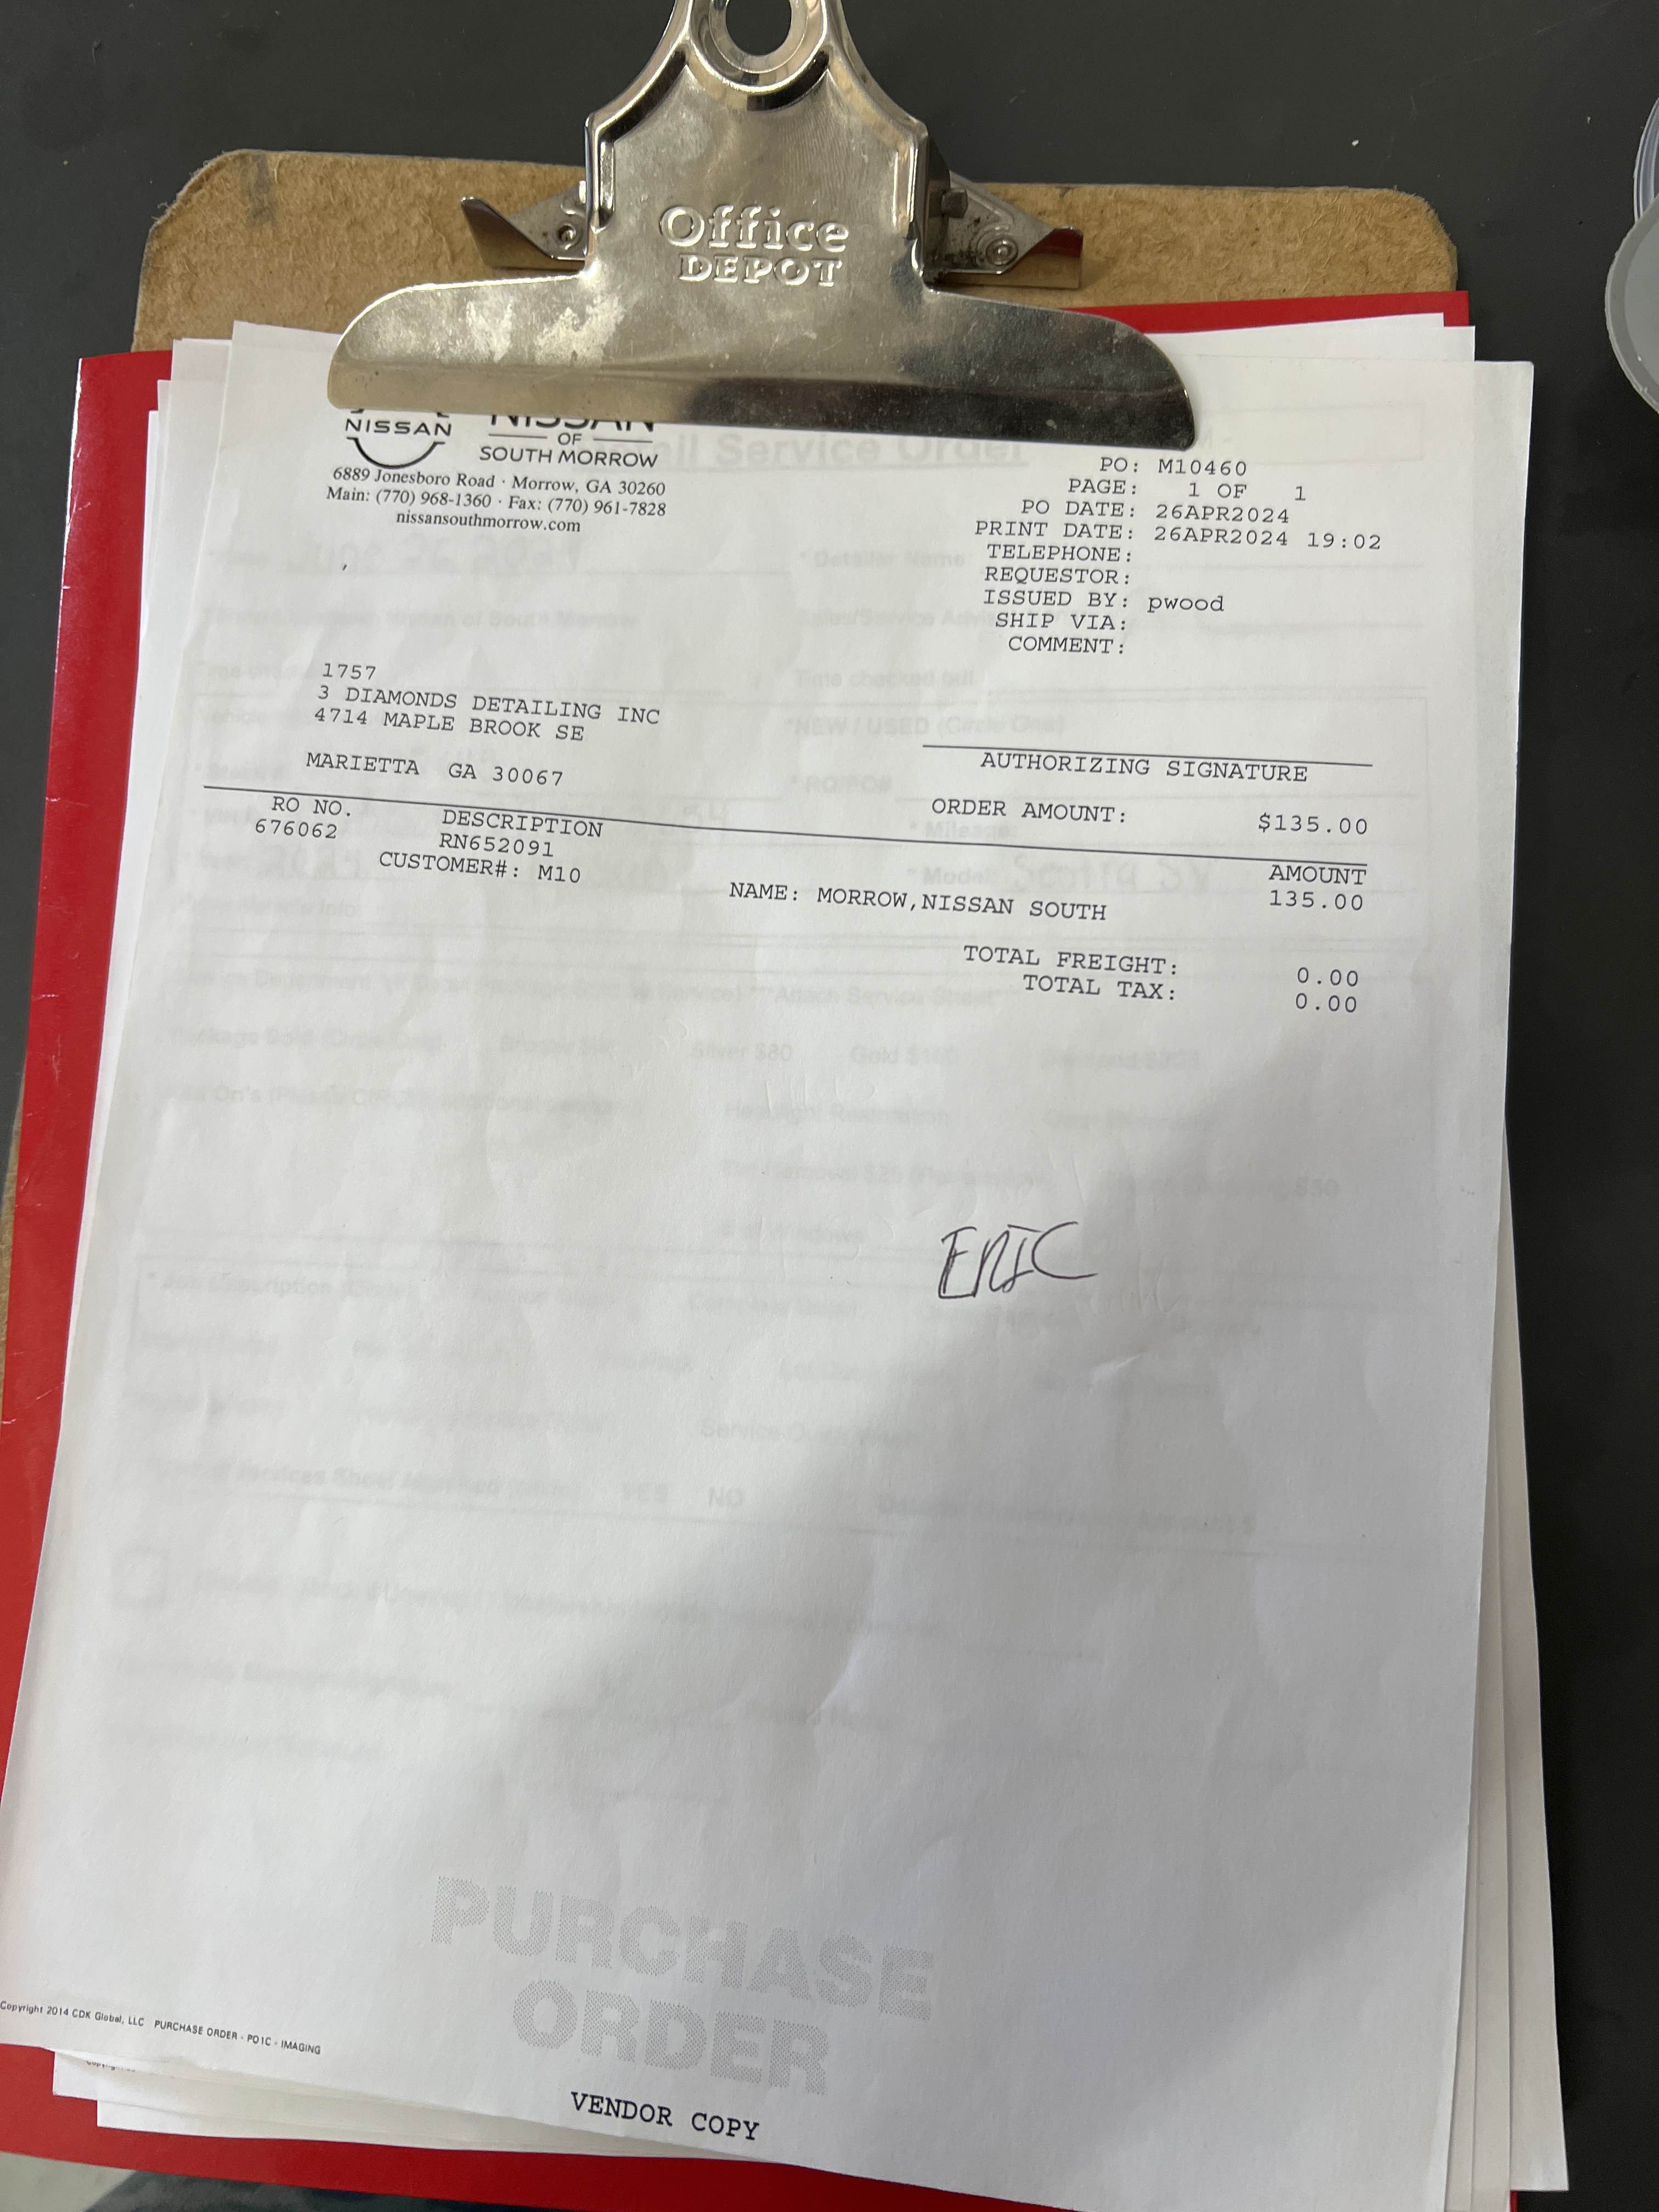 Office
DEPOT
NISSAN
NISSAN
OF
SOUTH MORROW
6889 Jonesboro Road · Morrow, GA 30260
Main: (770) 968-1360 · Fax: (770) 961-7828
nissansouthmorrow.com
PO: M10460
PAGE: 1 OF 1
PO DATE: 26APR2024
PRINT DATE: 26APR2024 19:02
TELEPHONE:
REQUESTOR:
ISSUED BY: pwood
SHIP VIA:
COMMENT:
1757
3 DIAMONDS DETAILING INC
4714 MAPLE BROOK SE
MARIETTA GA 30067
AUTHORIZING SIGNATURE
ORDER AMOUNT: $135.00
RO NO. DESCRIPTION AMOUNT
676062 RN652091 135.00
CUSTOMER#: M10 NAME: MORROW,NISSAN SOUTH
TOTAL FREIGHT: 0.00
TOTAL TAX: 0.00
ERIC
PURCHASE
ORDER
Copyright 2014 CDK Global, LLC PURCHASE ORDER - PO1C - IMAGING
VENDOR COPY